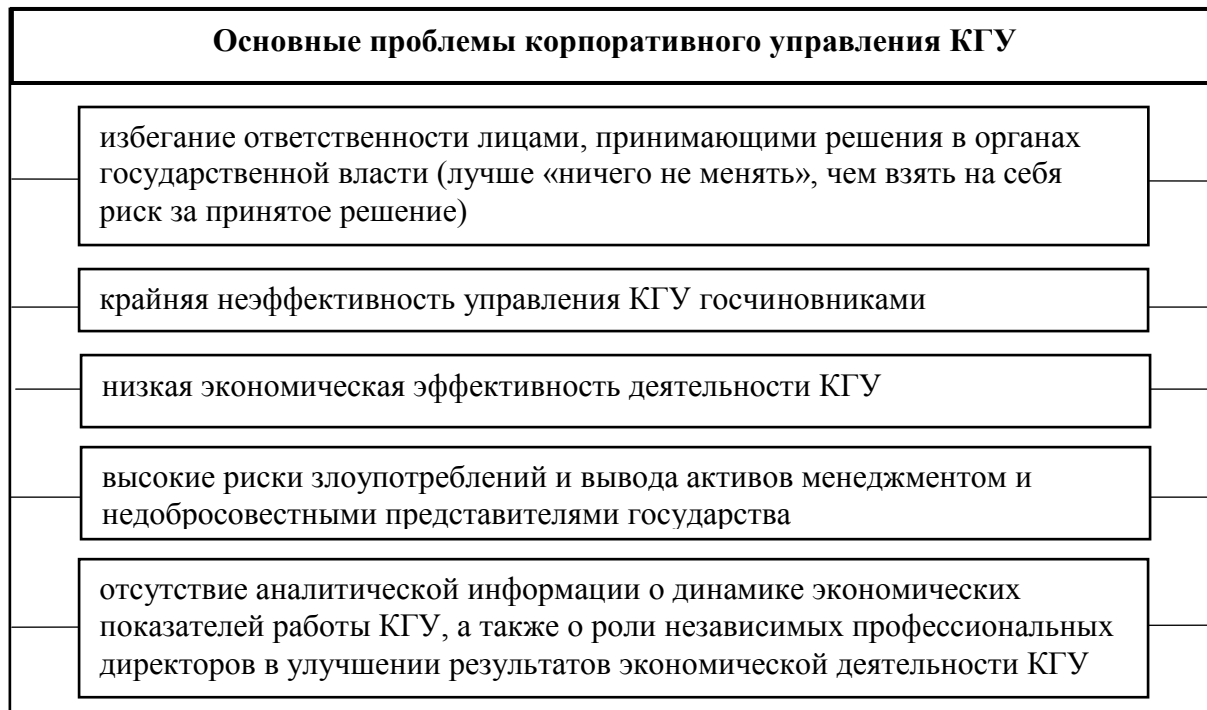 Основные проблемы корпоративного управления КГУ
избегание ответственности лицами, принимающими решения в органах
государственной власти (лучше «ничего не менять», чем взять на себя
риск за принятое решение)
крайняя неэффективность управления КГУ госчиновниками
низкая экономическая эффективность деятельности КГУ
высокие риски злоупотреблений и вывода активов менеджментом и
недобросовестными представителями государства
отсутствие аналитической информации о динамике экономических
показателей работы КГУ, а также о роли независимых профессиональных
директоров в улучшении результатов экономической деятельности КГУ